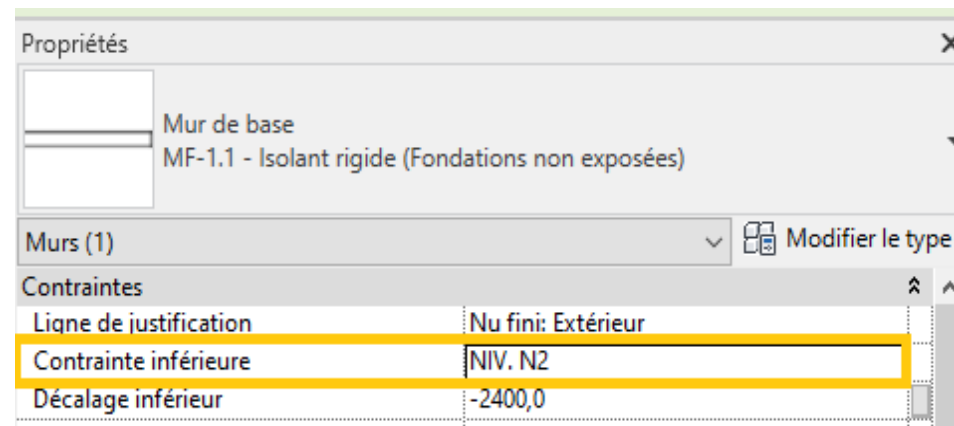 Propriétés
Mur de base
MF-1.1 - Isolant rigide (Fondations non exposées)
Murs (1) Modifier le type
Contraintes
Ligne de justification Nu fini: Extérieur
Contrainte inférieure NIV. N2
Décalage inférieur -2400,0